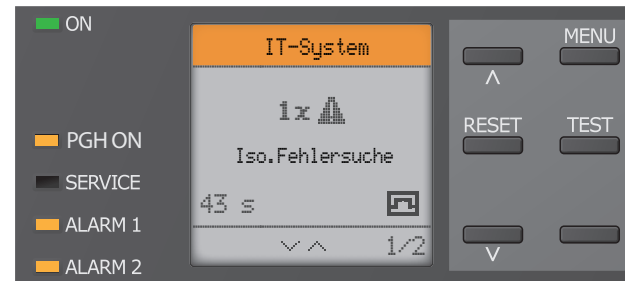 ON
PGH ON
SERVICE
ALARM 1
ALARM 2
IT-System
1x
Iso.Fehlersuche
43 s
1/2
MENU
RESET
TEST